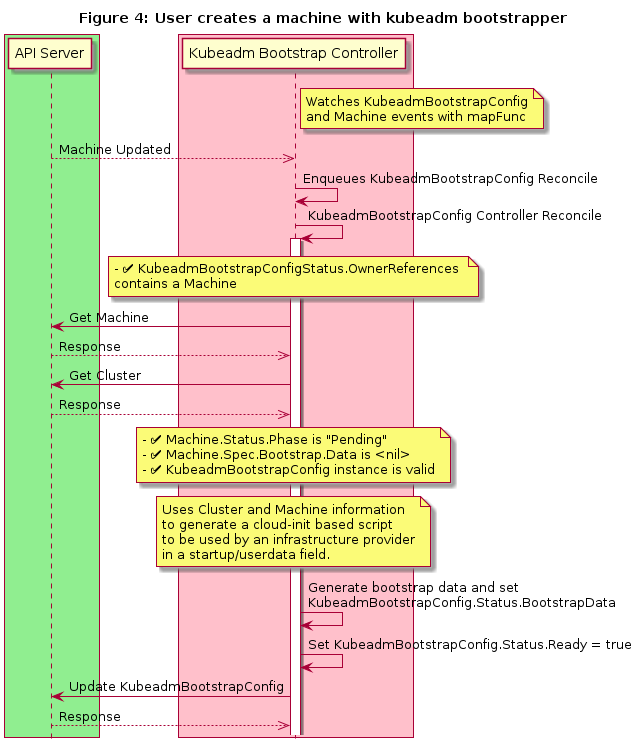 Figure 4: User creates a machine with kubeadm bootstrapper
API Server
Kubeadm Bootstrap Controller
Watches KubeadmBootstrapConfig
and Machine events with mapFunc
Machine Updated
Enqueues KubeadmBootstrapConfig Reconcile
KubeadmBootstrapConfig Controller Reconcile
- ✔ KubeadmBootstrapConfigStatus.OwnerReferences
contains a Machine
Get Machine
Response
Get Cluster
Response
- ✔ Machine.Status.Phase is "Pending"
- ✔ Machine.Spec.Bootstrap.Data is <nil>
- ✔ KubeadmBootstrapConfig instance is valid
Uses Cluster and Machine information
to generate a cloud-init based script
to be used by an infrastructure provider
in a startup/userdata field.
Generate bootstrap data and set
KubeadmBootstrapConfig.Status.BootstrapData
Set KubeadmBootstrapConfig.Status.Ready = true
Update KubeadmBootstrapConfig
Response